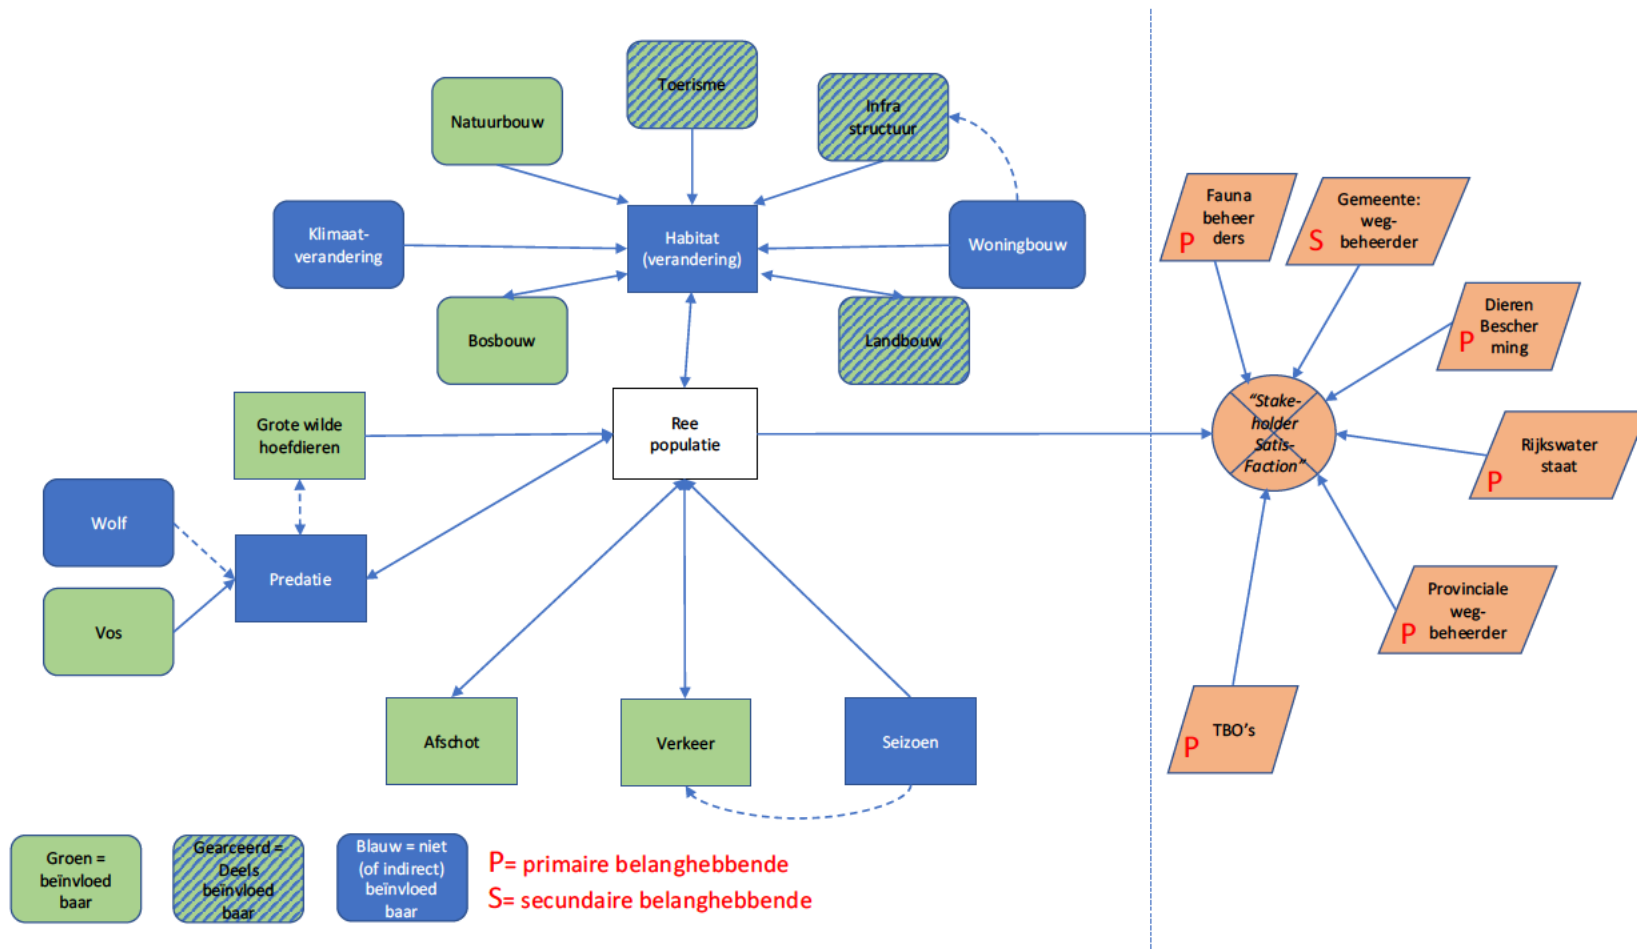 Toerisme
Natuurbouw
Infra
structuur
Klimaat-
verandering
Habitat
(verandering)
Woningbouw
Bosbouw
Landbouw
Grote wilde
hoefdieren
Ree
populatie
Wolf
Predatie
Vos
Afschot
Verkeer
Seizoen
Fauna
beheer
ders
P
Gemeente:
weg-
beheerder
S
Dieren
Bescher
ming
P
"Stake-
holder
Satis-
Faction"
Rijkswater
staat
P
Provinciale
weg-
beheerder
P
TBO's
P
Groen =
beïnvloed
baar
Gearceerd =
Deels
beïnvloed
baar
Blauw = niet
(of indirect)
beïnvloed
baar
P= primaire belanghebbende
S= secundaire belanghebbende